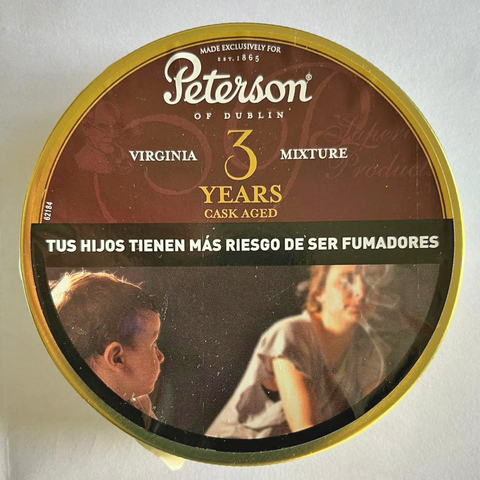 MADE EXCLUSIVELY FOR
EST. 1865
Peterson®
OF DUBLIN
VIRGINIA 3 MIXTURE
YEARS
CASK AGED
62184
TUS HIJOS TIENEN MÁS RIESGO DE SER FUMADORES